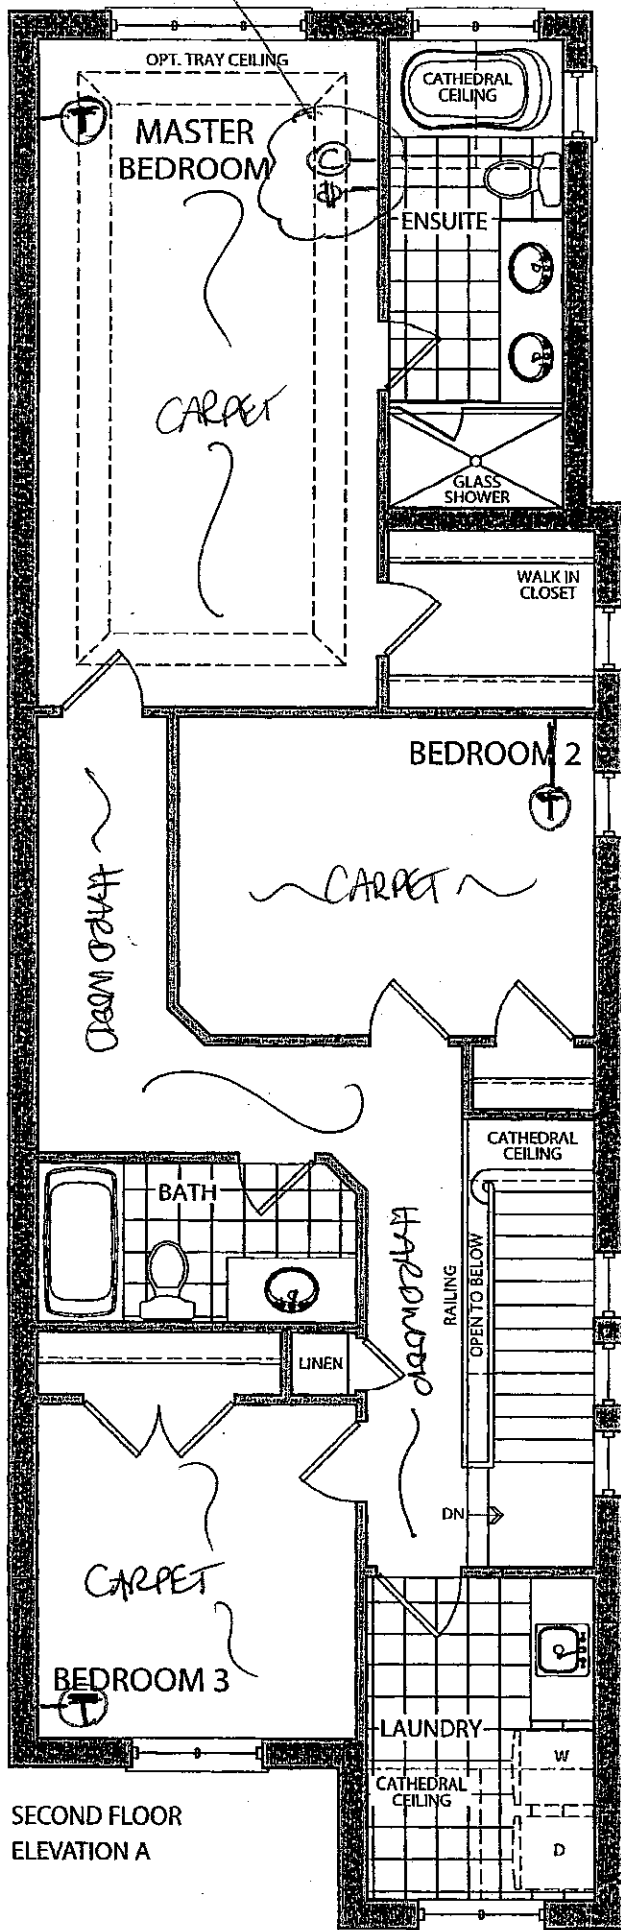 OPT. TRAY CEILING
T
MASTER
BEDROOM
C
CARPET
CATHEDRAL
CEILING
ENSUITE
GLASS
SHOWER
WALK IN
CLOSET
BEDROOM 2
T
CARPET
HARDWOOD
CATHEDRAL
CEILING
BATH
HARDWOOD
RAILING
OPEN TO BELOW
LINEN
DN
CARPET
BEDROOM 3
T
LAUNDRY
CATHEDRAL
CEILING
W
D
SECOND FLOOR
ELEVATION A